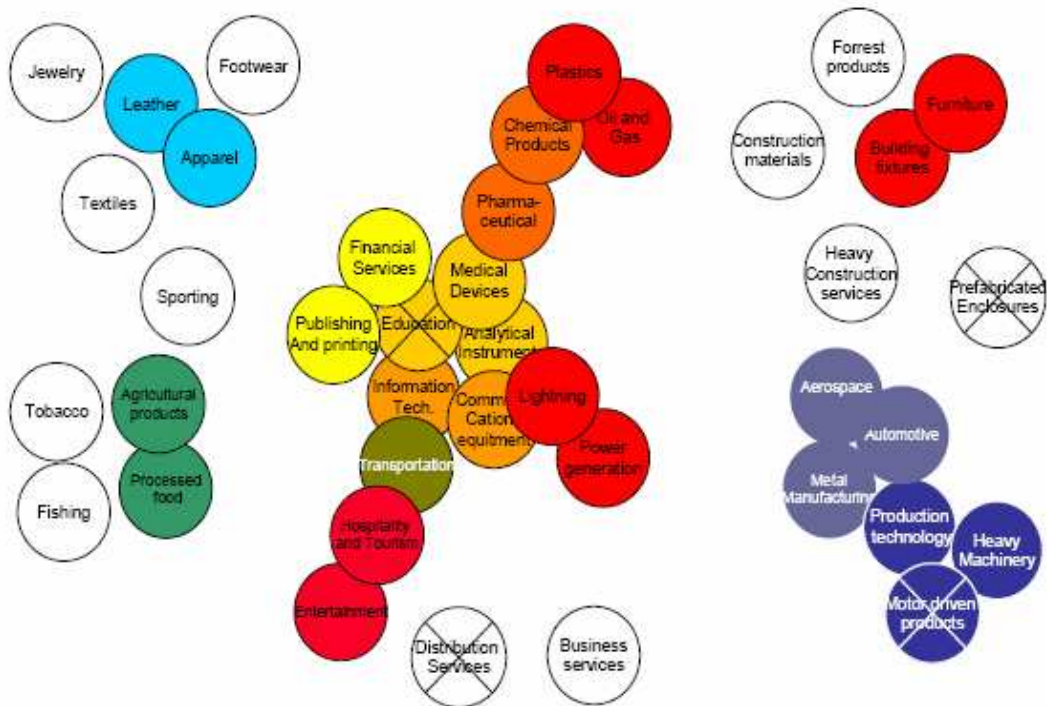 Jewelry
Footwear
Leather
Apparel
Textiles
Sporting
Tobacco
Agricultural
products
Processed
food
Fishing
Plastics
Oil and
Gas
Chemical
Products
Pharma-
ceutical
Financial
Services
Medical
Devices
Publishing
And printing
Education
Analytical
Instrument
Information
Tech.
Commu
Cation
equitment
Lightning
Power
generation
Transportation
Hospitality
and Tourism
Entertainment
Distribution
Services
Business
services
Forrest
products
Furniture
Construction
materials
Building
fixtures
Heavy
Construction
services
Prefabricated
Enclosures
Aerospace
Automotive
Metal
Manufacturing
Production
technology
Heavy
Machinery
Motor driven
products